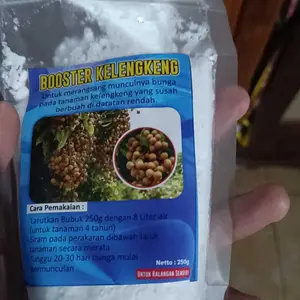 BOOSTER KELENGKENG
Untuk merangsang munculnya bunga
pada tanaman kelengkeng yang susah
berbuah di dataran rendah
Cara Pemakaian :
-Larutkan Bubuk 250g dengan 8 Liter air
(untuk tanaman 4 tahun)
-Siram pada perakaran dibawah tajuk
tanaman secara merata
-Tunggu 20-30 hari bunga mulai
bermunculan
Netto : 250g
UNTUK KALANGAN SENDIRI